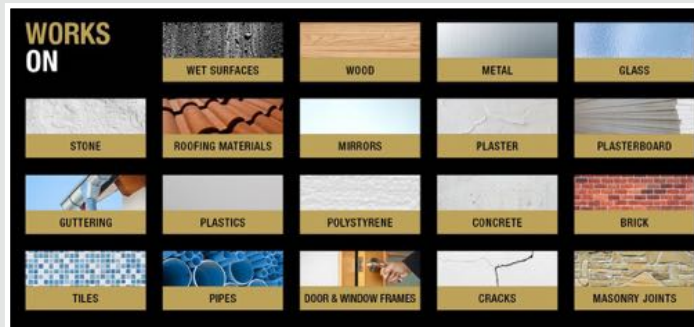 WORKS
ON
WET SURFACES
WOOD
METAL
GLASS
STONE
ROOFING MATERIALS
MIRRORS
PLASTER
PLASTERBOARD
GUTTERING
PLASTICS
POLYSTYRENE
CONCRETE
BRICK
TILES
PIPES
DOOR & WINDOW FRAMES
CRACKS
MASONRY JOINTS